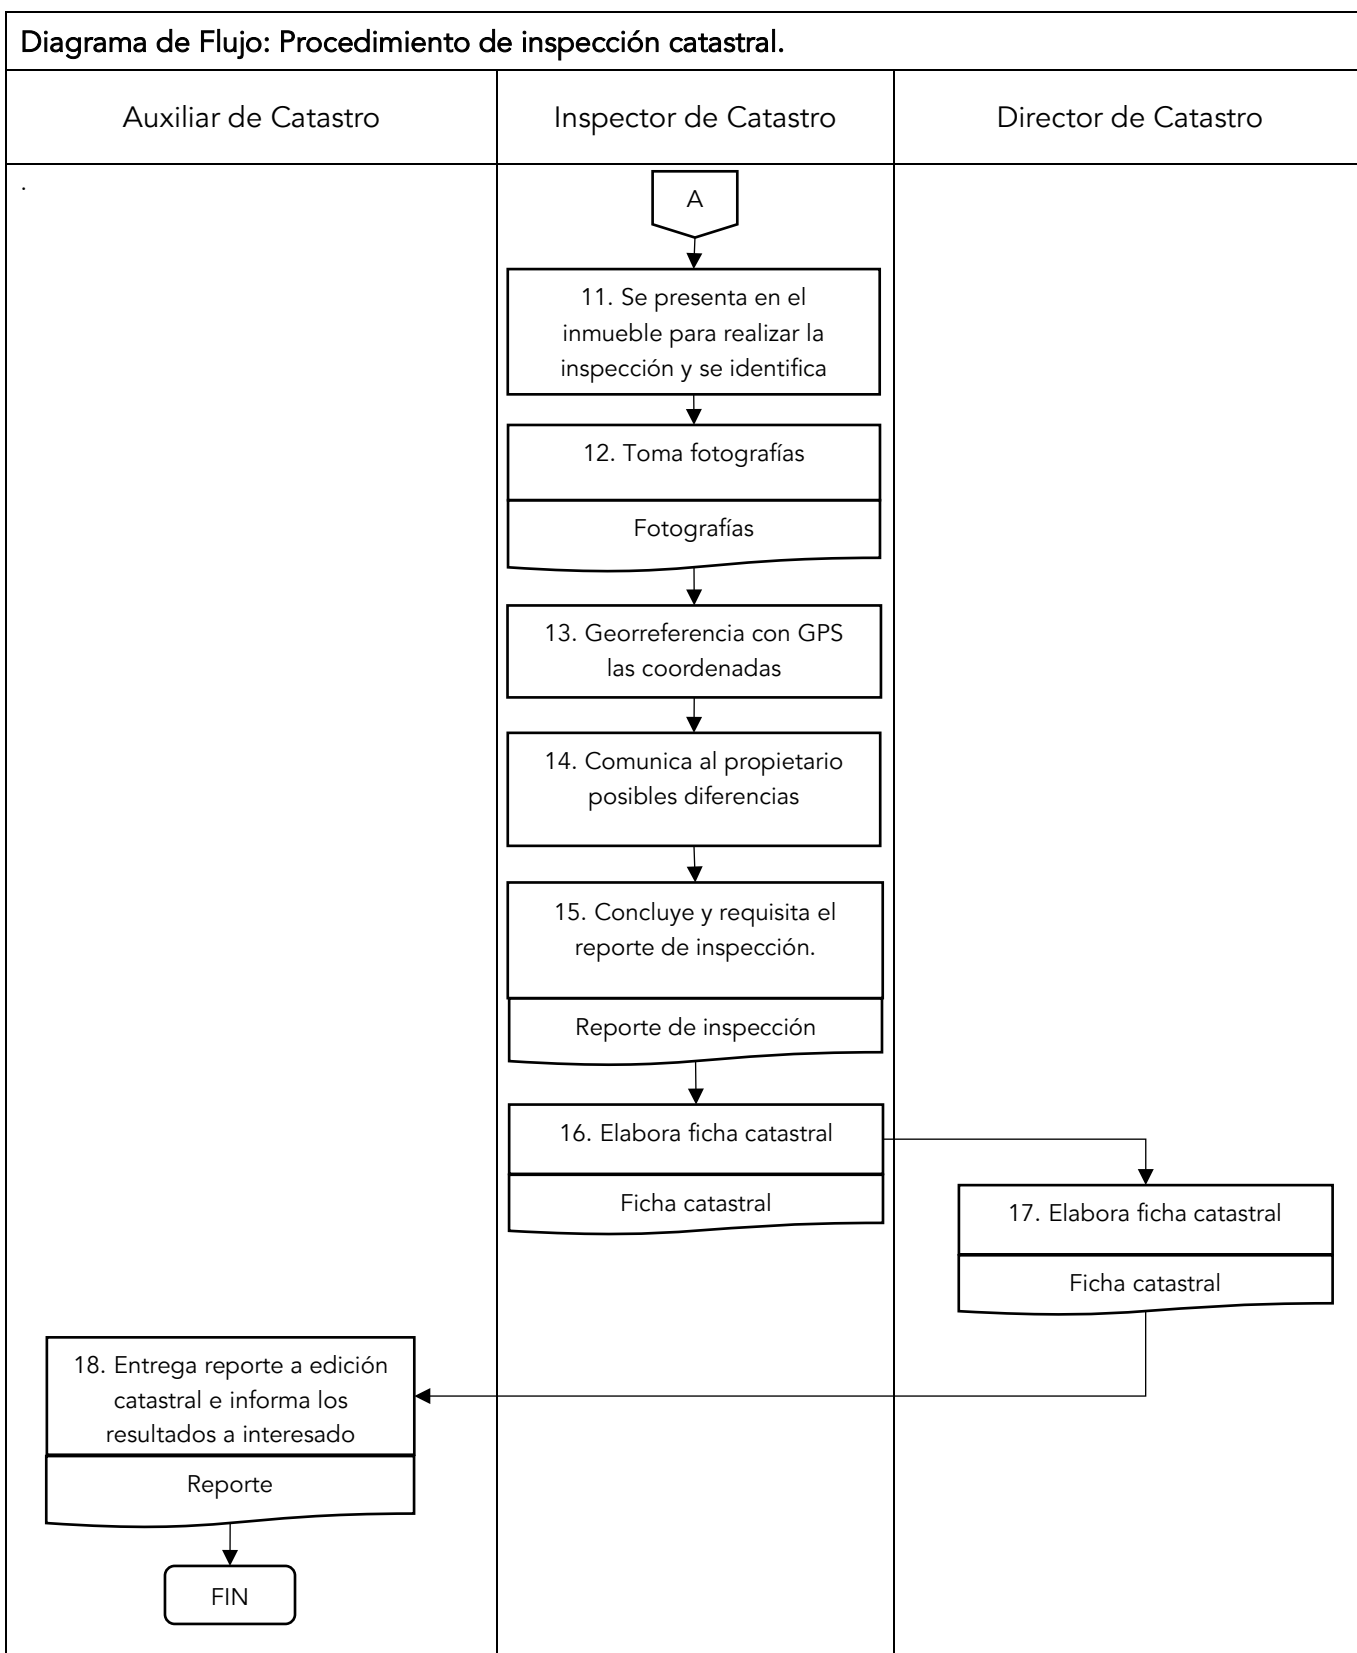 Diagrama de Flujo: Procedimiento de inspección catastral.
Auxiliar de Catastro
Inspector de Catastro
Director de Catastro
.
A
11. Se presenta en el
inmueble para realizar la
inspección y se identifica
12. Toma fotografías
Fotografías
13. Georreferencia con GPS
las coordenadas
14. Comunica al propietario
posibles diferencias
15. Concluye y requisita el
reporte de inspección.
Reporte de inspección
16. Elabora ficha catastral
Ficha catastral
17. Elabora ficha catastral
Ficha catastral
18. Entrega reporte a edición
catastral e informa los
resultados a interesado
Reporte
FIN